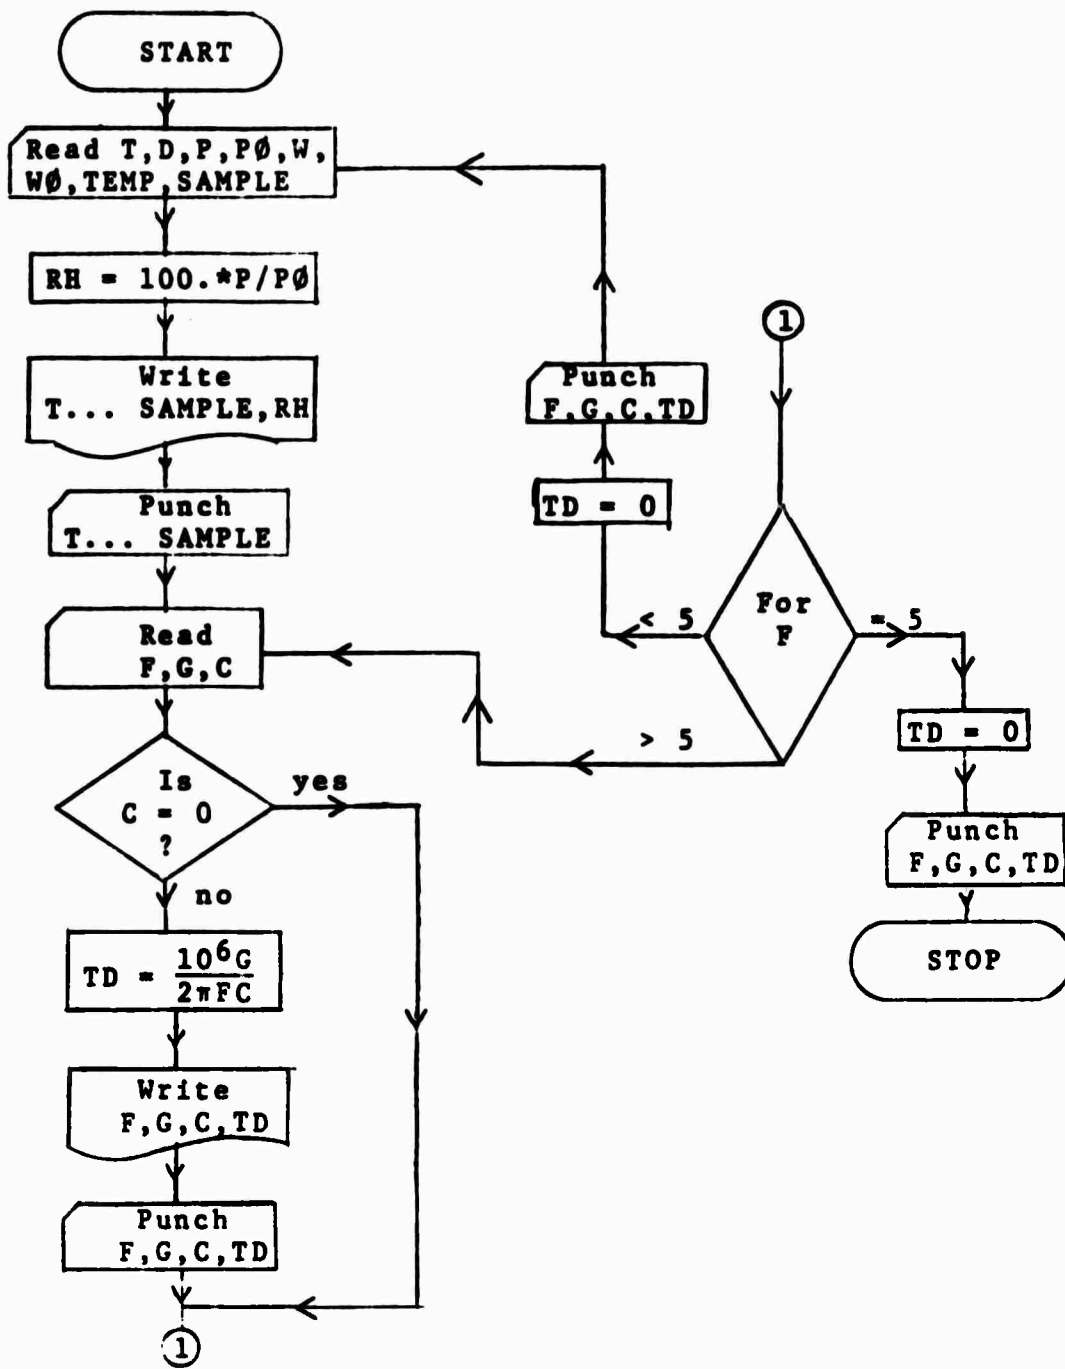 START
Read T,D,P,PØ,W,
WØ,TEMP,SAMPLE
RH = 100.*P/PØ
Write
T... SAMPLE,RH
Punch
T... SAMPLE
Read
F,G,C
Is
C = 0
?
yes
no
TD = 10⁶G
2πFC
Write
F,G,C,TD
Punch
F,G,C,TD
1
1
For
F
< 5
= 5
> 5
TD = 0
Punch
F,G,C,TD
TD = 0
Punch
F,G,C,TD
STOP